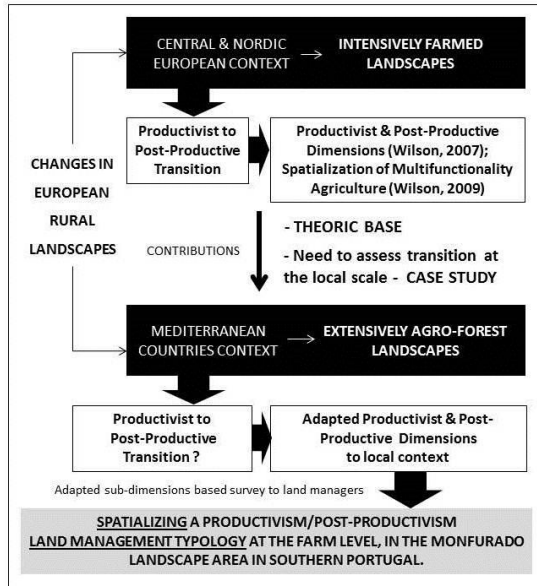 CENTRAL & NORDIC
EUROPEAN CONTEXT
INTENSIVELY FARMED
LANDSCAPES
Productivist to
Post-Productive
Transition
Productivist & Post-Productive
Dimensions (Wilson, 2007);
Spatialization of Multifunctionality
Agriculture (Wilson, 2009)
CHANGES IN
EUROPEAN
RURAL
LANDSCAPES
CONTRIBUTIONS
- THEORIC BASE
- Need to assess transition at
the local scale - CASE STUDY
MEDITERRANEAN
COUNTRIES CONTEXT
EXTENSIVELY AGRO-FOREST
LANDSCAPES
Productivist to
Post-Productive
Transition ?
Adapted Productivist & Post-
Productive Dimensions
to local context
Adapted sub-dimensions based survey to land managers
SPATIALIZING A PRODUCTIVISM/POST-PRODUCTIVISM
LAND MANAGEMENT TYPOLOGY AT THE FARM LEVEL, IN THE MONFURADO
LANDSCAPE AREA IN SOUTHERN PORTUGAL.